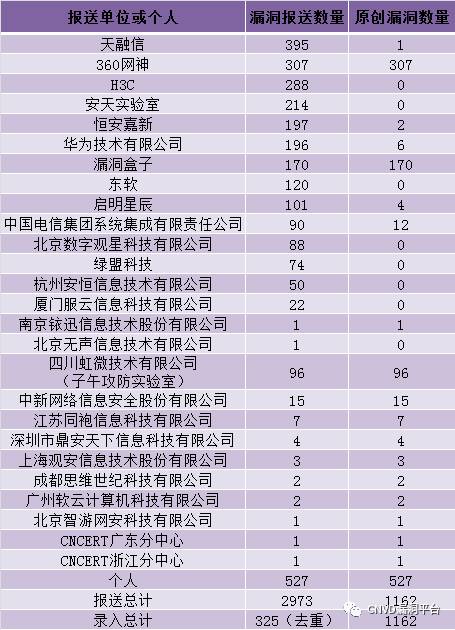 报送单位或个人 漏洞报送数量 原创漏洞数量
天融信 395 1
360网神 307 307
H3C 288 0
安天实验室 214 0
恒安嘉新 197 2
华为技术有限公司 196 6
漏洞盒子 170 170
东软 120 0
启明星辰 101 4
中国电信集团系统集成有限责任公司 90 12
北京数字观星科技有限公司 88 0
绿盟科技 74 0
杭州安恒信息技术有限公司 50 0
厦门服云信息科技有限公司 22 0
南京铱迅信息技术股份有限公司 1 1
北京无声信息技术有限公司 1 0
四川虹微技术有限公司
（子午攻防实验室） 96 96
中新网络信息安全股份有限公司 15 15
江苏同袍信息科技有限公司 7 7
深圳市鼎安天下信息科技有限公司 4 4
上海观安信息技术股份有限公司 3 3
成都思维世纪科技有限公司 2 2
广州软云计算机科技有限公司 2 2
北京智游网安科技有限公司 1 1
CNCERT广东分中心 1 1
CNCERT浙江分中心 1 1
个人 527 527
报送总计 2973 1162
录入总计 325（去重） 1162
CNVD漏洞平台